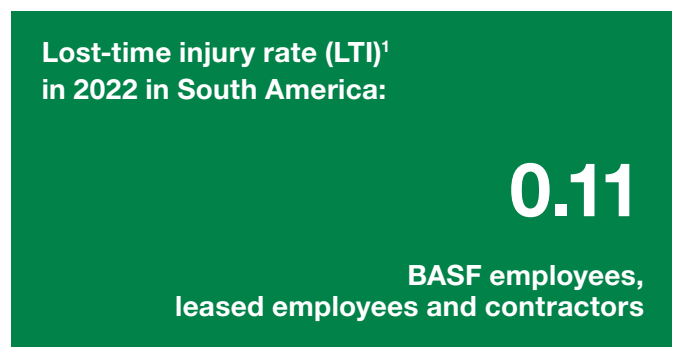 Lost-time injury rate (LTI)¹
in 2022 in South America:
0.11
BASF employees,
leased employees and contractors